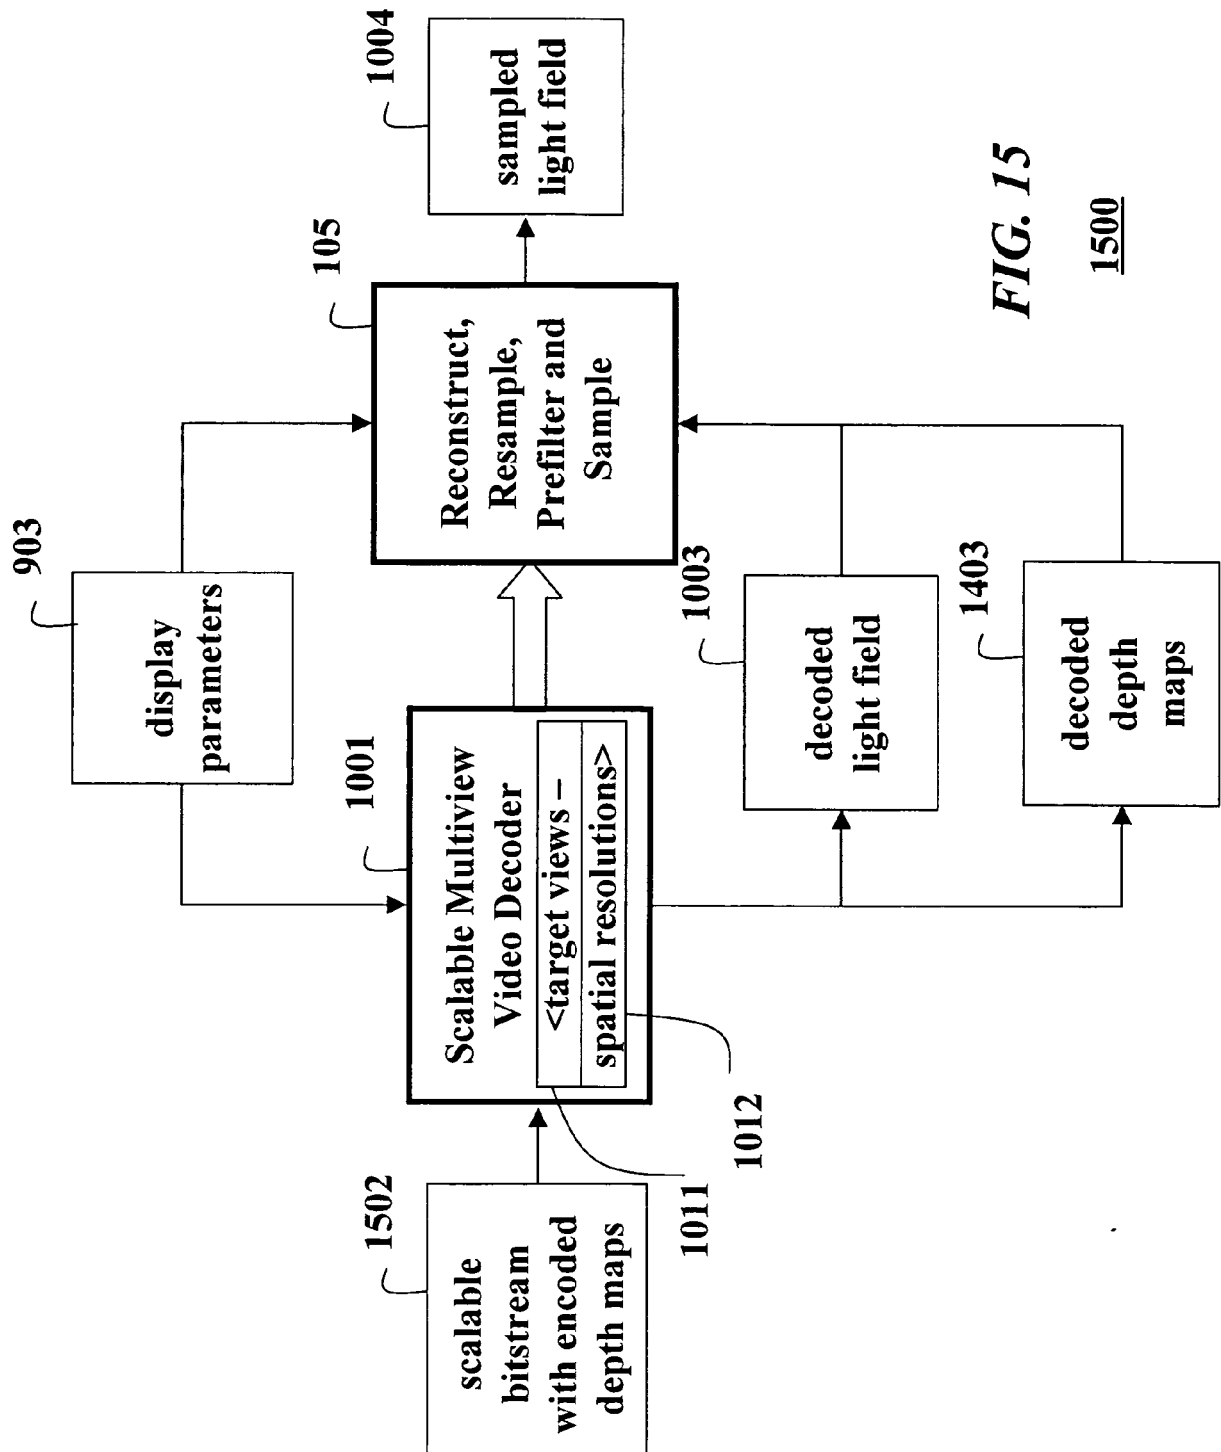 903
display
parameters
1502
scalable
bitstream
with encoded
depth maps
1001
Scalable Multiview
Video Decoder
<target views –
spatial resolutions>
1011
1012
105
Reconstruct,
Resample,
Prefilter and
Sample
1004
sampled
light field
1003
decoded
light field
1403
decoded
depth
maps
FIG. 15
1500